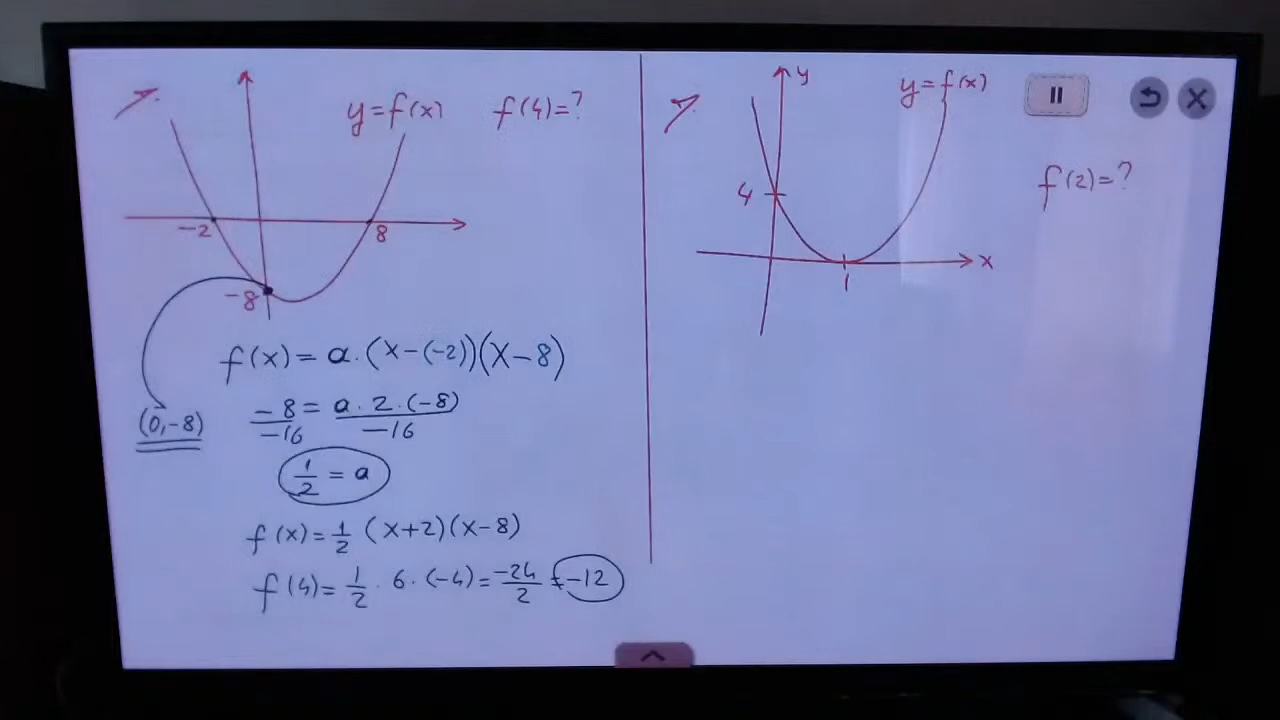 y=f(x) f(4)=?
-2 8
-8
f(x)= a.(x-(-2))(x-8)
(0,-8)
-8/-16 = a.2.(-8)/-16
1/2 = a
f(x)=1/2 (x+2)(x-8)
f(4)=1/2 . 6.(-4)=-24/2=-12
y y=f(x)
f(2)=?
4
x
1